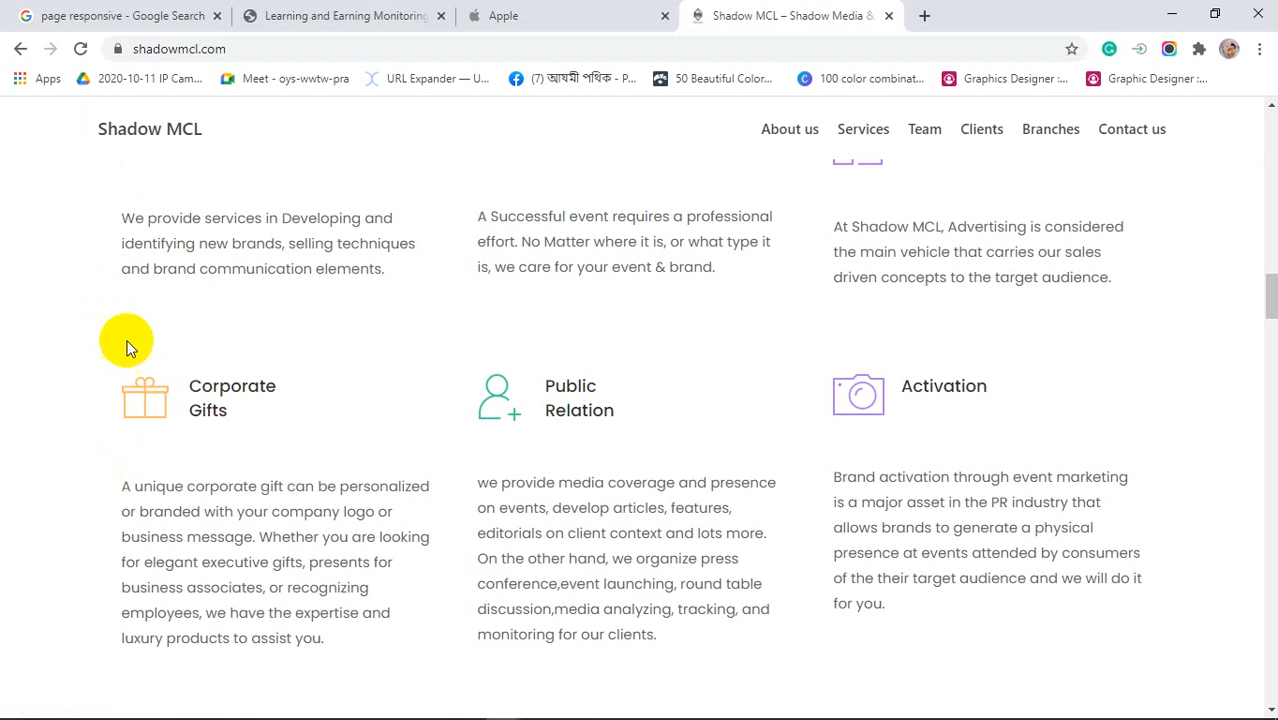 page responsive - Google Search
Learning and Earning Monitoring
Apple
Shadow MCL – Shadow Media &
shadowmcl.com
Apps
2020-10-11 IP Cam...
Meet - sys-wwtw-pra
URL Expander — U...
(7) আযমী পথিক - P...
50 Beautiful Color...
100 color combinat...
Graphics Designer :...
Graphic Designer :...
Shadow MCL
About us
Services
Team
Clients
Branches
Contact us
We provide services in Developing and
identifying new brands, selling techniques
and brand communication elements.
A Successful event requires a professional
effort. No Matter where it is, or what type it
is, we care for your event & brand.
At Shadow MCL, Advertising is considered
the main vehicle that carries our sales
driven concepts to the target audience.
Corporate
Gifts
A unique corporate gift can be personalized
or branded with your company logo or
business message. Whether you are looking
for elegant executive gifts, presents for
business associates, or recognizing
employees, we have the expertise and
luxury products to assist you.
Public
Relation
we provide media coverage and presence
on events, develop articles, features,
editorials on client context and lots more.
On the other hand, we organize press
conference,event launching, round table
discussion,media analyzing, tracking, and
monitoring for our clients.
Activation
Brand activation through event marketing
is a major asset in the PR industry that
allows brands to generate a physical
presence at events attended by consumers
of the their target audience and we will do it
for you.